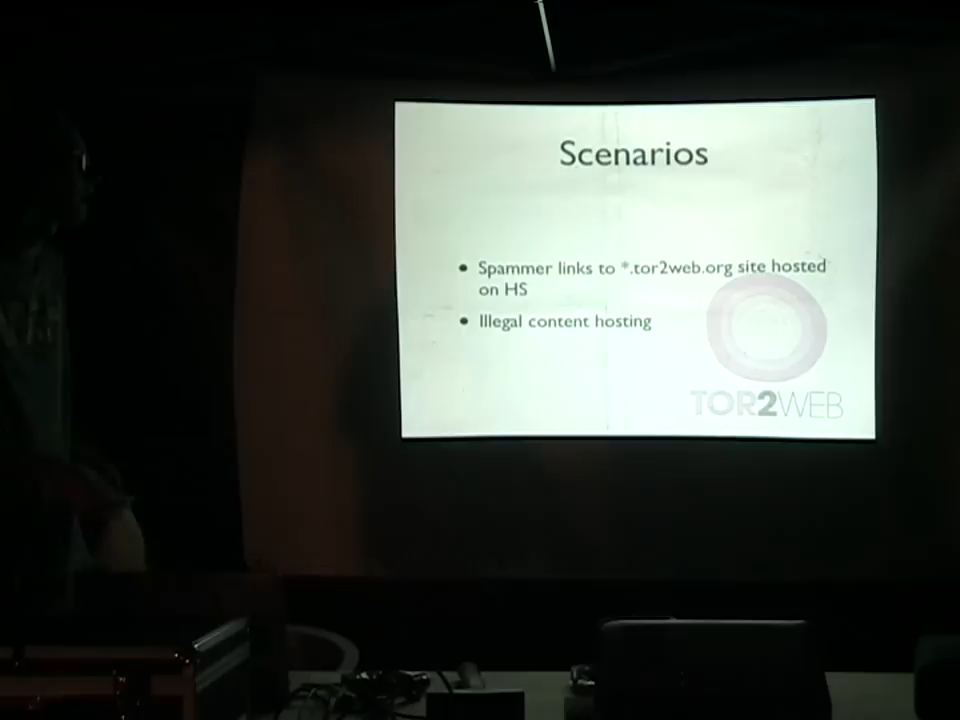 Scenarios
• Spammer links to *.tor2web.org site hosted
on HS
• Illegal content hosting
TOR2WEB